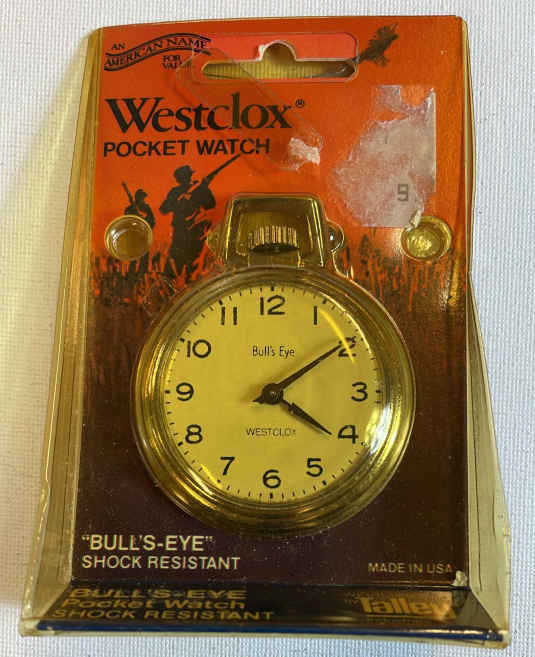 AN
AMERICAN NAME
FOR
VALUE
Westclox®
POCKET WATCH
9
12
11 1
10 Bull's Eye 2
9 3
8 WESTCLOX 4
7 5
6
"BULL'S-EYE"
SHOCK RESISTANT
MADE IN USA
BULL'S-EYE
Pocket Watch
SHOCK RESISTANT
Talley